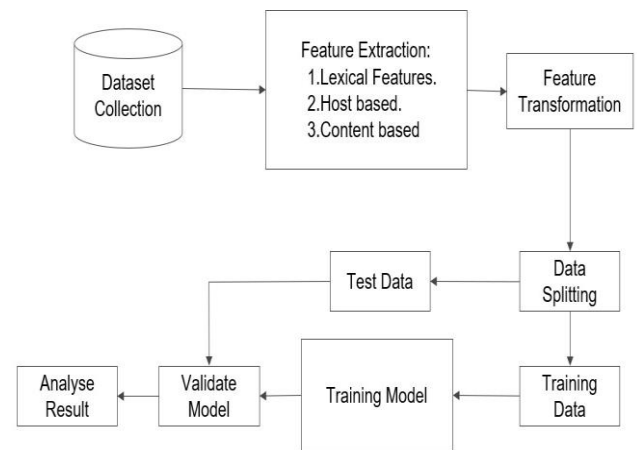 Dataset
Collection
Feature Extraction:
1.Lexical Features.
2.Host based.
3.Content based
Feature
Transformation
Test Data
Data
Splitting
Analyse
Result
Validate
Model
Training Model
Training
Data